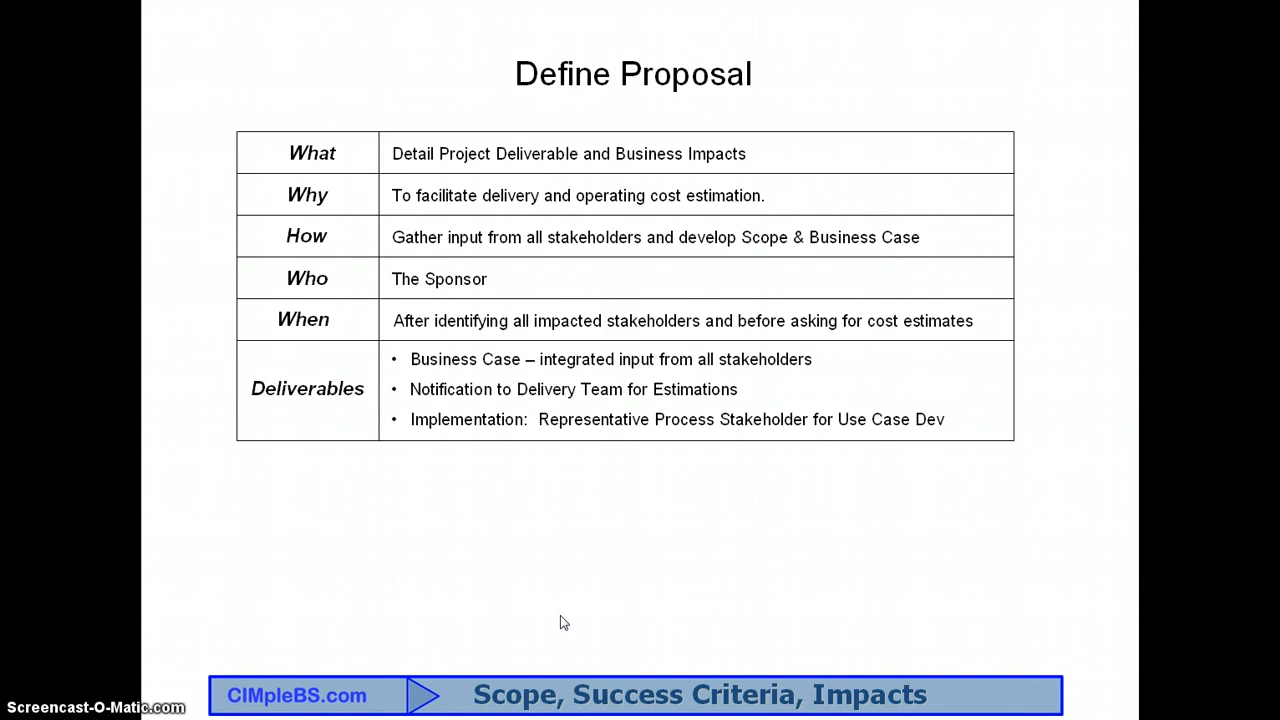 Define Proposal
What Detail Project Deliverable and Business Impacts
Why To facilitate delivery and operating cost estimation.
How Gather input from all stakeholders and develop Scope & Business Case
Who The Sponsor
When After identifying all impacted stakeholders and before asking for cost estimates
Deliverables
• Business Case – integrated input from all stakeholders
• Notification to Delivery Team for Estimations
• Implementation: Representative Process Stakeholder for Use Case Dev
CIMpleBS.com Scope, Success Criteria, Impacts
Screencast-O-Matic.com